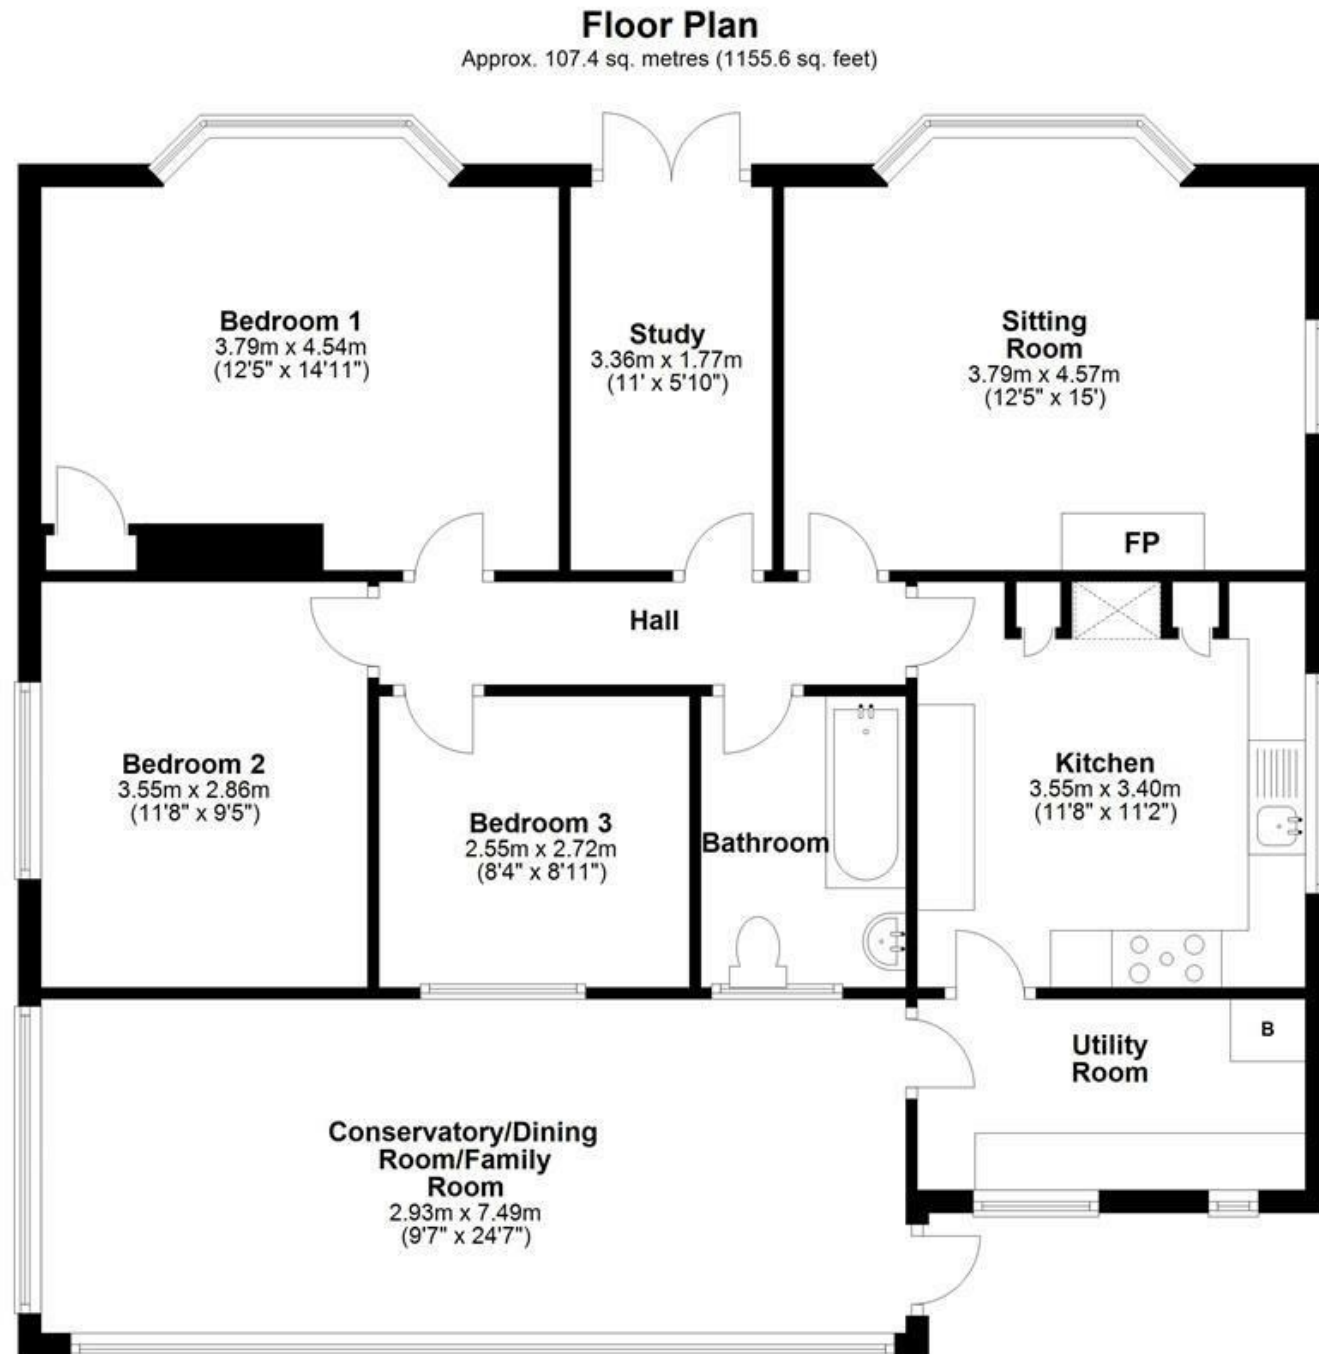 Floor Plan
Approx. 107.4 sq. metres (1155.6 sq. feet)
Bedroom 1
3.79m x 4.54m
(12'5" x 14'11")
Study
3.36m x 1.77m
(11' x 5'10")
Sitting
Room
3.79m x 4.57m
(12'5" x 15')
FP
Hall
Bedroom 2
3.55m x 2.86m
(11'8" x 9'5")
Bedroom 3
2.55m x 2.72m
(8'4" x 8'11")
Bathroom
Kitchen
3.55m x 3.40m
(11'8" x 11'2")
Utility
Room
B
Conservatory/Dining
Room/Family
Room
2.93m x 7.49m
(9'7" x 24'7")